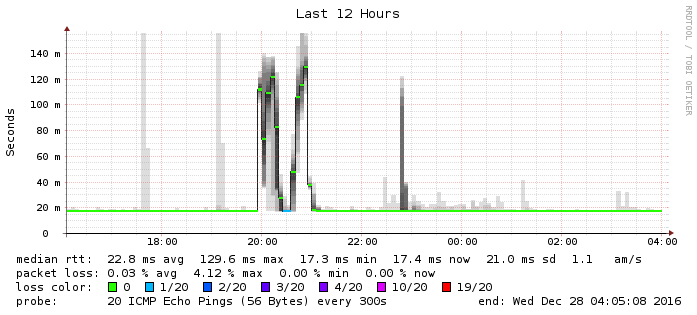 Last 12 Hours
RRDTOOL / TOBI OETIKER
Seconds
140 m
120 m
100 m
80 m
60 m
40 m
20 m
0
18:00 20:00 22:00 00:00 02:00 04:00
median rtt: 22.8 ms avg 129.6 ms max 17.3 ms min 17.4 ms now 21.0 ms sd 1.1 am/s
packet loss: 0.03 % avg 4.12 % max 0.00 % min 0.00 % now
loss color: 0 1/20 2/20 3/20 4/20 10/20 19/20
probe: 20 ICMP Echo Pings (56 Bytes) every 300s end: Wed Dec 28 04:05:08 2016